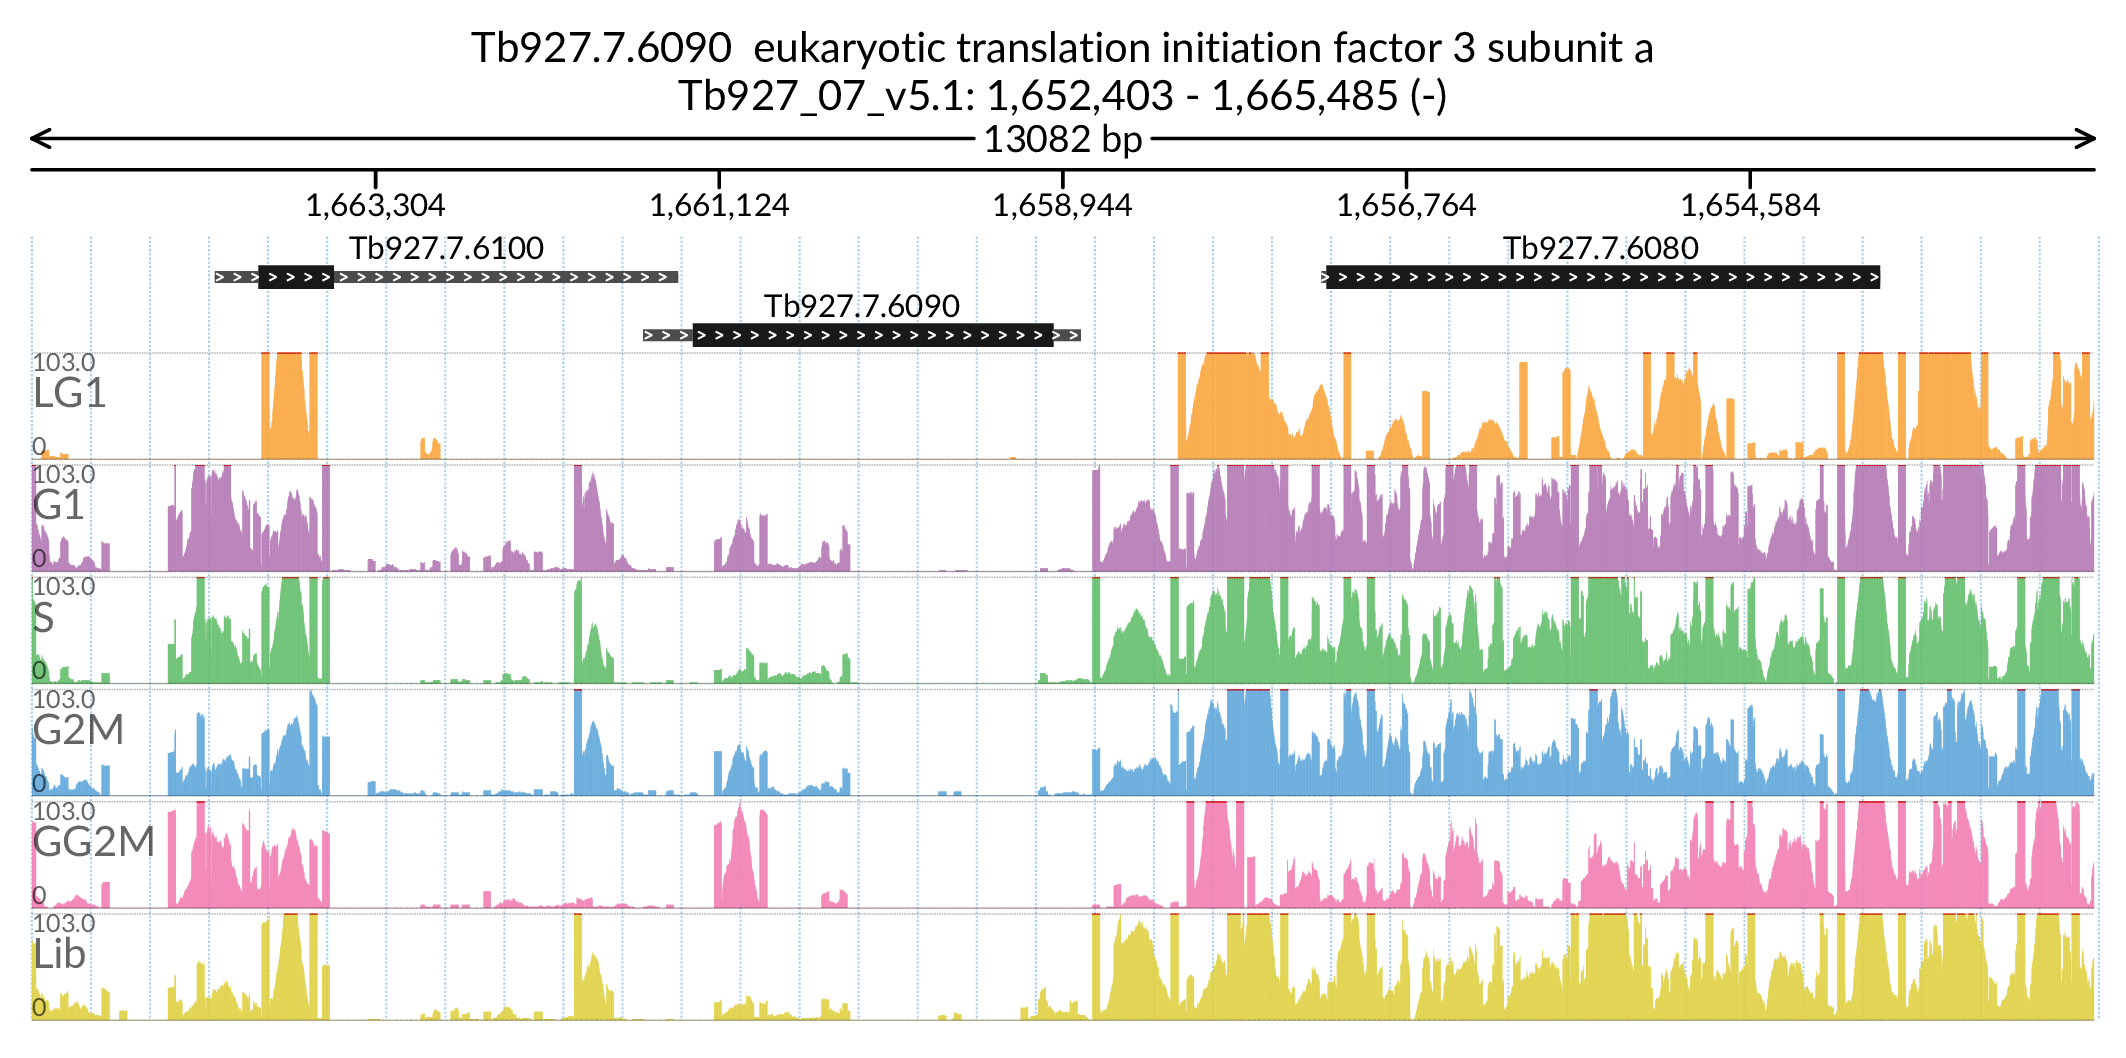 Tb927.7.6090  eukaryotic translation initiation factor 3 subunit a
Tb927_07_v5.1: 1,652,403 - 1,665,485 (-)
13082 bp
1,663,304 1,661,124 1,658,944 1,656,764 1,654,584
Tb927.7.6100 Tb927.7.6080
Tb927.7.6090
103.0
LG1
0
103.0
G1
0
103.0
S
0
103.0
G2M
0
103.0
GG2M
0
103.0
Lib
0